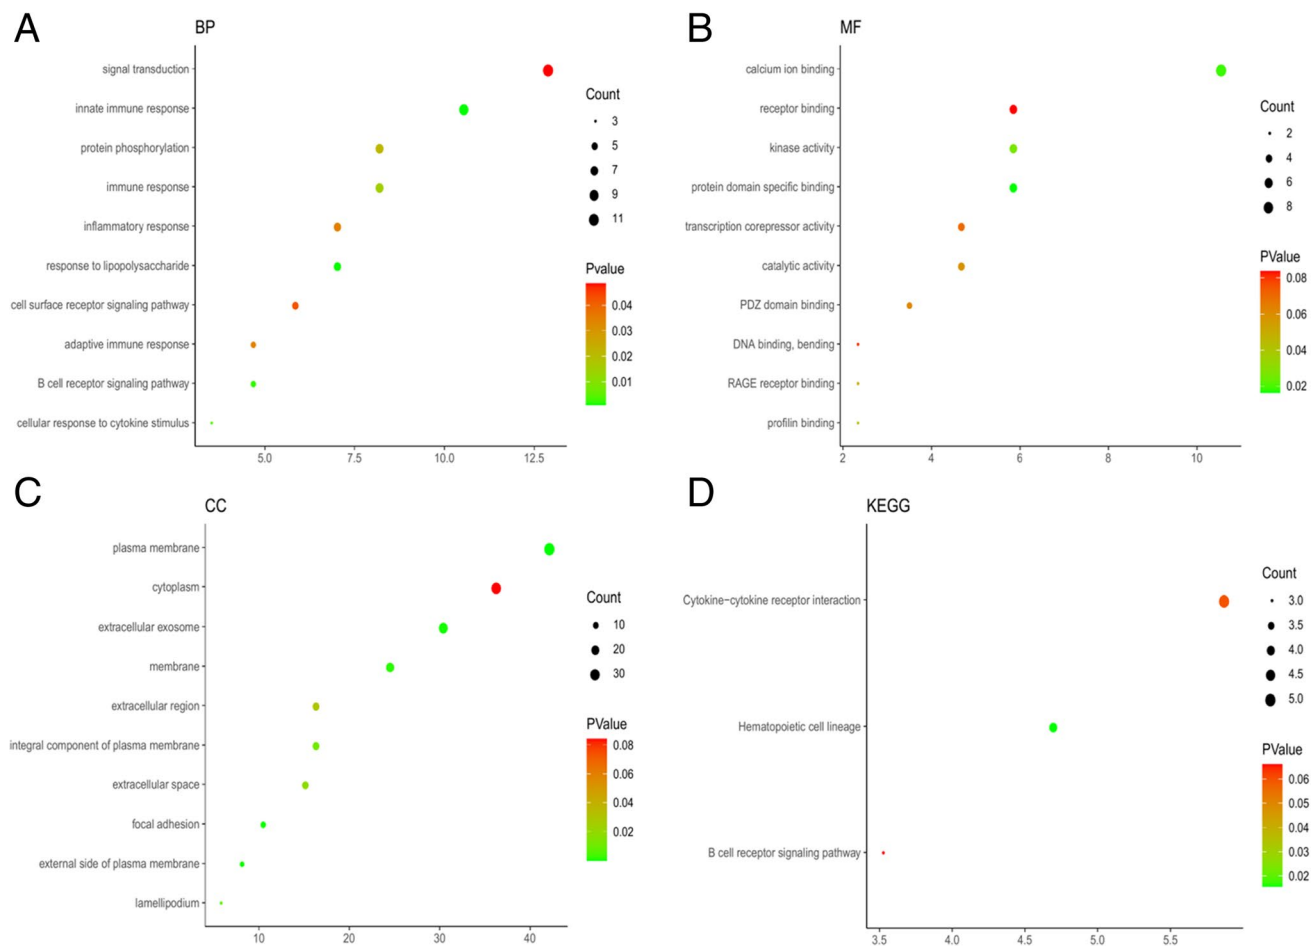 A
BP
signal transduction
innate immune response
protein phosphorylation
immune response
inflammatory response
response to lipopolysaccharide
cell surface receptor signaling pathway
adaptive immune response
B cell receptor signaling pathway
cellular response to cytokine stimulus
5.0 7.5 10.0 12.5
Count
3
5
7
9
11
Pvalue
0.04
0.03
0.02
0.01
B
MF
calcium ion binding
receptor binding
kinase activity
protein domain specific binding
transcription corepressor activity
catalytic activity
PDZ domain binding
DNA binding, bending
RAGE receptor binding
profilin binding
2 4 6 8 10
Count
2
4
6
8
PValue
0.08
0.06
0.04
0.02
C
CC
plasma membrane
cytoplasm
extracellular exosome
membrane
extracellular region
integral component of plasma membrane
extracellular space
focal adhesion
external side of plasma membrane
lamellipodium
10 20 30 40
Count
10
20
30
PValue
0.08
0.06
0.04
0.02
D
KEGG
Cytokine−cytokine receptor interaction
Hematopoietic cell lineage
B cell receptor signaling pathway
3.5 4.0 4.5 5.0 5.5
Count
3.0
3.5
4.0
4.5
5.0
PValue
0.06
0.05
0.04
0.03
0.02